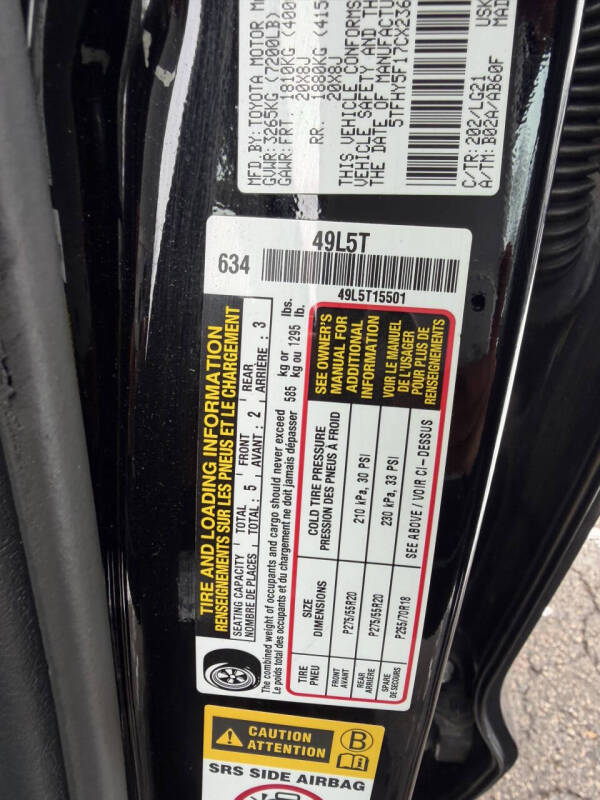 MFD BY: TOYOTA MOTOR
GVWR: 3265KG (7200LB)
GAWR: FRT. 1810KG
20X8J
RR. 1880KG
20X8J
THIS VEHICLE CONFORMS
VEHICLE SAFETY AND
THE DATE OF MANUFACTU
5TFAY5F17CX
C/TR: 202/LG21
A/TM: B02A/AB60F
634
49L5T
49L5T15501
TIRE AND LOADING INFORMATION
RENSEIGNEMENTS SUR LES PNEUS ET LE CHARGEMENT
SEATING CAPACITY TOTAL : 5 FRONT : 2 REAR : 3
NOMBRE DE PLACES TOTAL : 5 AVANT : 2 ARRIÈRE : 3
The combined weight of occupants and cargo should never exceed 585 kg or 1295 lbs.
Le poids total des occupants et du chargement ne doit jamais dépasser 585 kg ou 1295 lb.
TIRE
PNEU
SIZE
DIMENSIONS
COLD TIRE PRESSURE
PRESSION DES PNEUS À FROID
FRONT
AVANT
P275/55R20
210 kPa, 30 PSI
REAR
ARRIÈRE
P275/55R20
230 kPa, 33 PSI
SPARE
DE SECOURS
P255/70R18
SEE ABOVE / VOIR CI-DESSUS
SEE OWNER'S
MANUAL FOR
ADDITIONAL
INFORMATION
VOIR LE MANUEL
DE L'USAGER
POUR PLUS DE
RENSEIGNEMENTS
CAUTION
ATTENTION
B
SRS SIDE AIRBAG